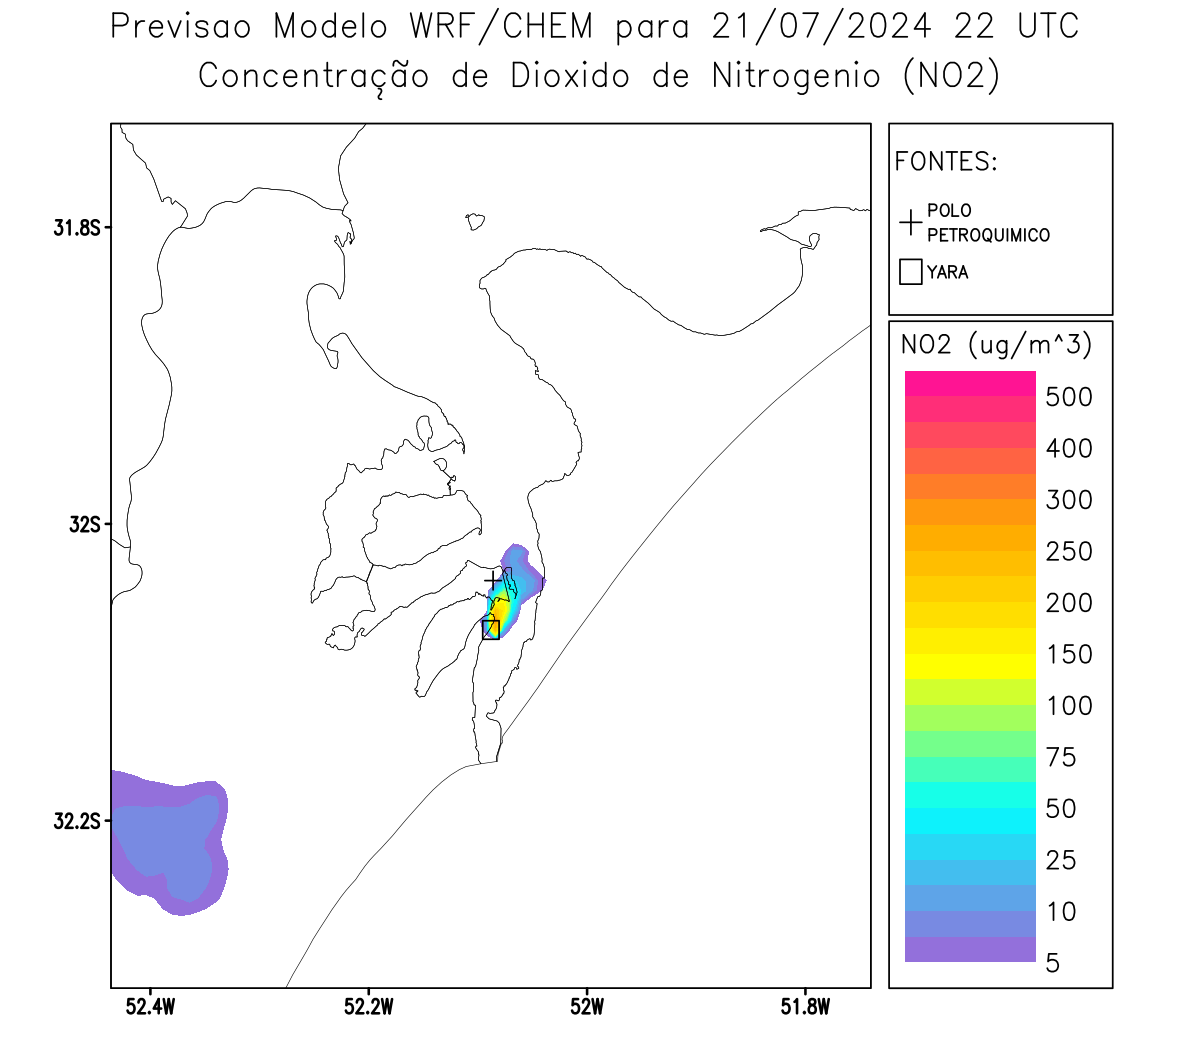 Previsao Modelo WRF/CHEM para 21/07/2024 22 UTC
Concentração de Dioxido de Nitrogenio (NO2)
FONTES:
POLO
PETROQUIMICO
YARA
31.8S
32S
32.2S
52.4W
52.2W
52W
51.8W
NO2 (ug/m^3)
500
400
300
250
200
150
100
75
50
25
10
5